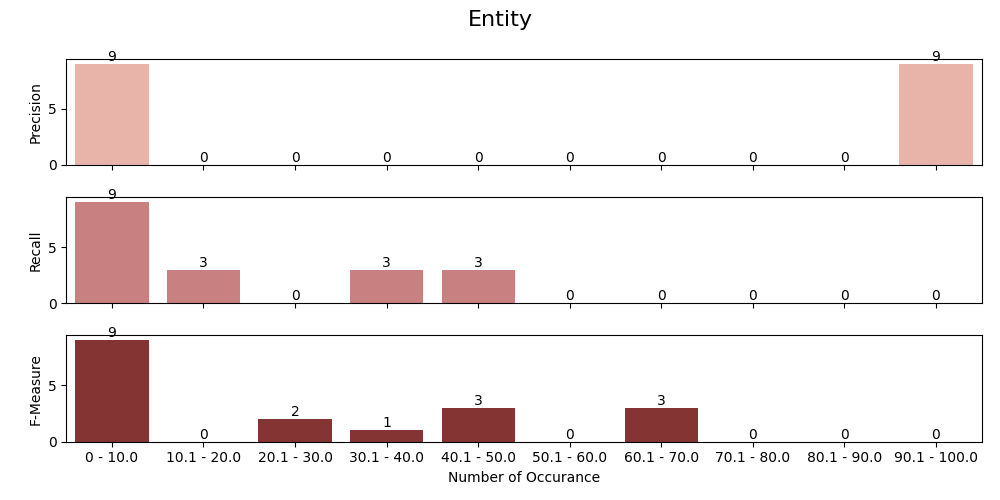 Entity
9 0 0 0 0 0 0 0 0 9
5
0
Precision
9 3 0 3 3 0 0 0 0 0
5
0
Recall
9 0 2 1 3 0 3 0 0 0
5
0
F-Measure
0 - 10.0 10.1 - 20.0 20.1 - 30.0 30.1 - 40.0 40.1 - 50.0 50.1 - 60.0 60.1 - 70.0 70.1 - 80.0 80.1 - 90.0 90.1 - 100.0
Number of Occurance